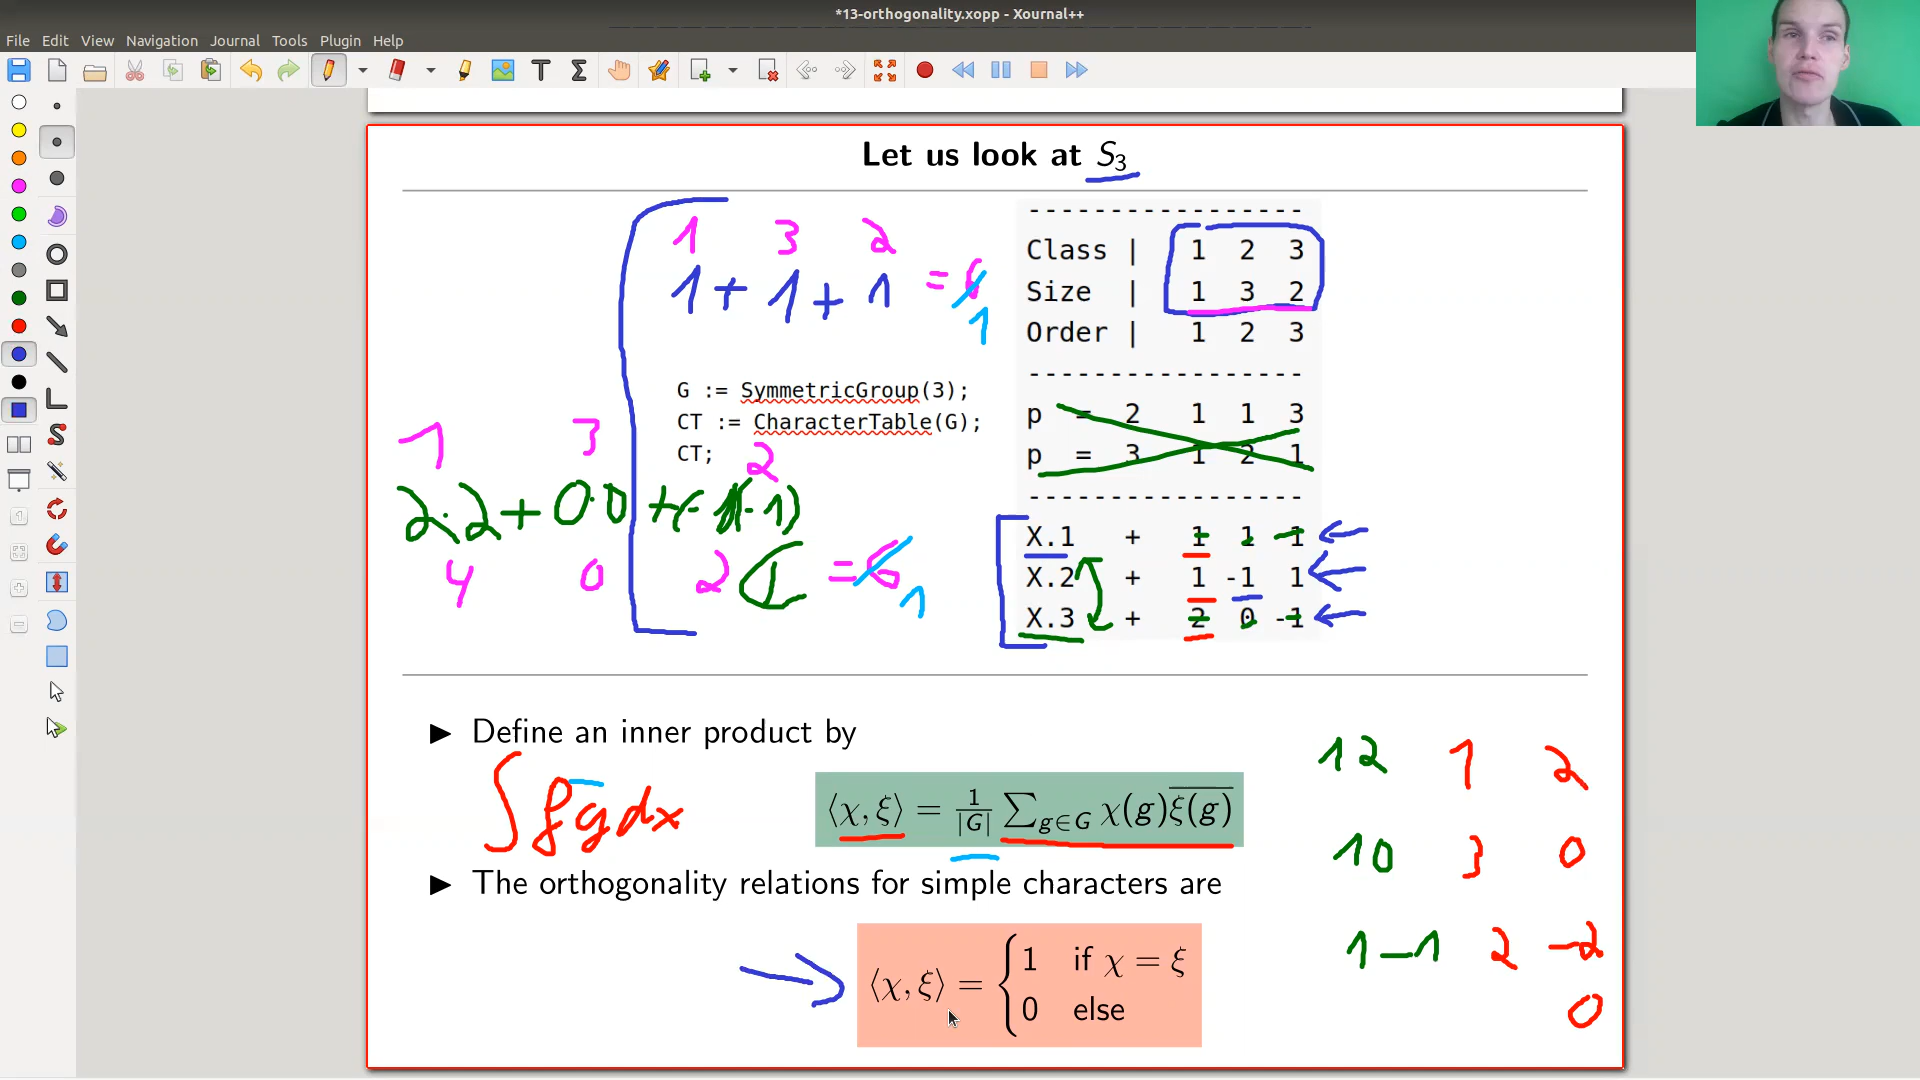 *13-orthogonality.xopp - Xournal++
File Edit View Navigation Journal Tools Plugin Help
Let us look at S₃
1 3 2
1 + 1 + 1 = 6
1
-----------------
Class | 1 2 3
Size | 1 3 2
Order | 1 2 3
-----------------
p = 2 1 1 3
p = 3 1 2 1
-----------------
X.1 + 1 1 1
X.2 + 1 -1 1
X.3 + 2 0 -1
G := SymmetricGroup(3);
CT := CharacterTable(G);
CT;
1 3 2
2·2 + 0·0 + (-1)(-1)
4 0 2 = 6
1
► Define an inner product by
∫ f g dx
⟨χ, ξ⟩ = 1/|G| ∑_{g∈G} χ(g)\overline{ξ(g)}
► The orthogonality relations for simple characters are
⟨χ, ξ⟩ = { 1 if χ = ξ
0 else
12 1 2
10 3 0
1 -1 2 -2
0